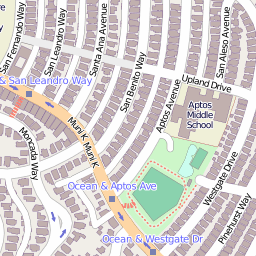 San Fernando Way
San Leandro Way
Santa Ana Avenue
San Benito Way
San Aleso Avenue
Upland Drive
& San Leandro Way
Aptos Avenue
Aptos
Middle
School
Muni K Muni K
Moncada Way
Ocean & Aptos Ave
Westgate Drive
Pinehurst Way
Ocean & Westgate Dr